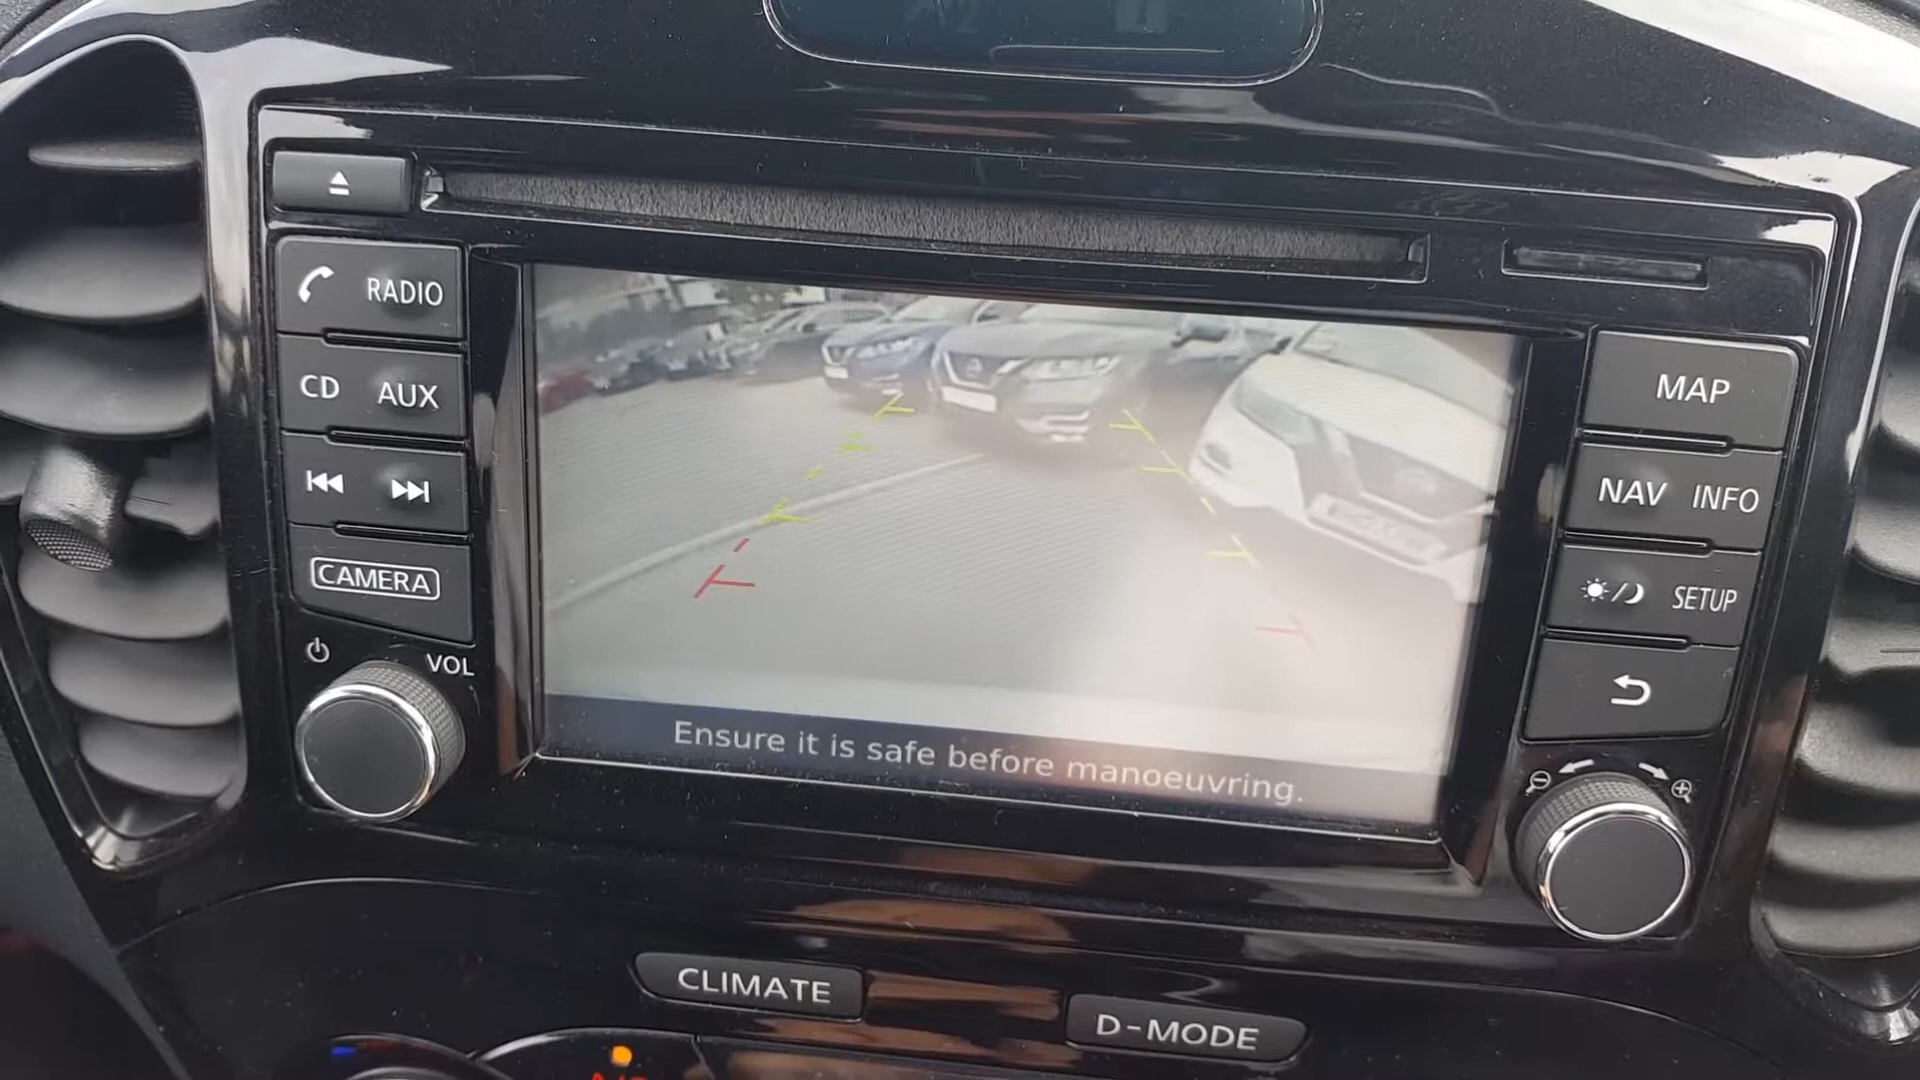 RADIO
CD AUX
CAMERA
VOL
MAP
NAV INFO
SETUP
Ensure it is safe before manoeuvring.
CLIMATE
D-MODE